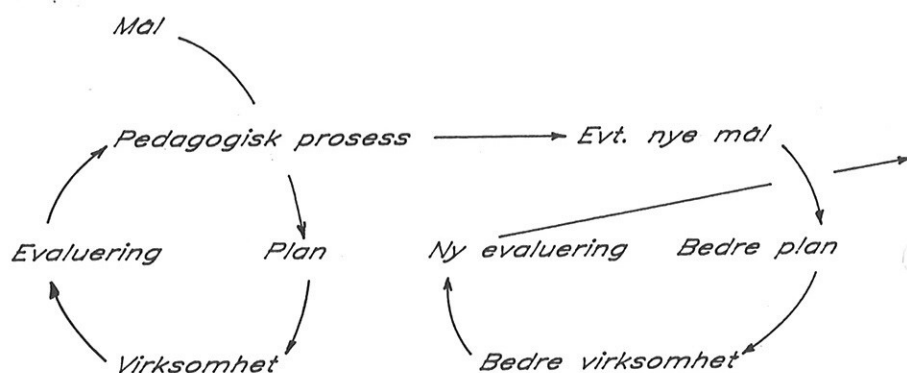 Mål
Pedagogisk prosess
Evt. nye mål
Evaluering
Plan
Ny evaluering
Bedre plan
Virksomhet
Bedre virksomhet